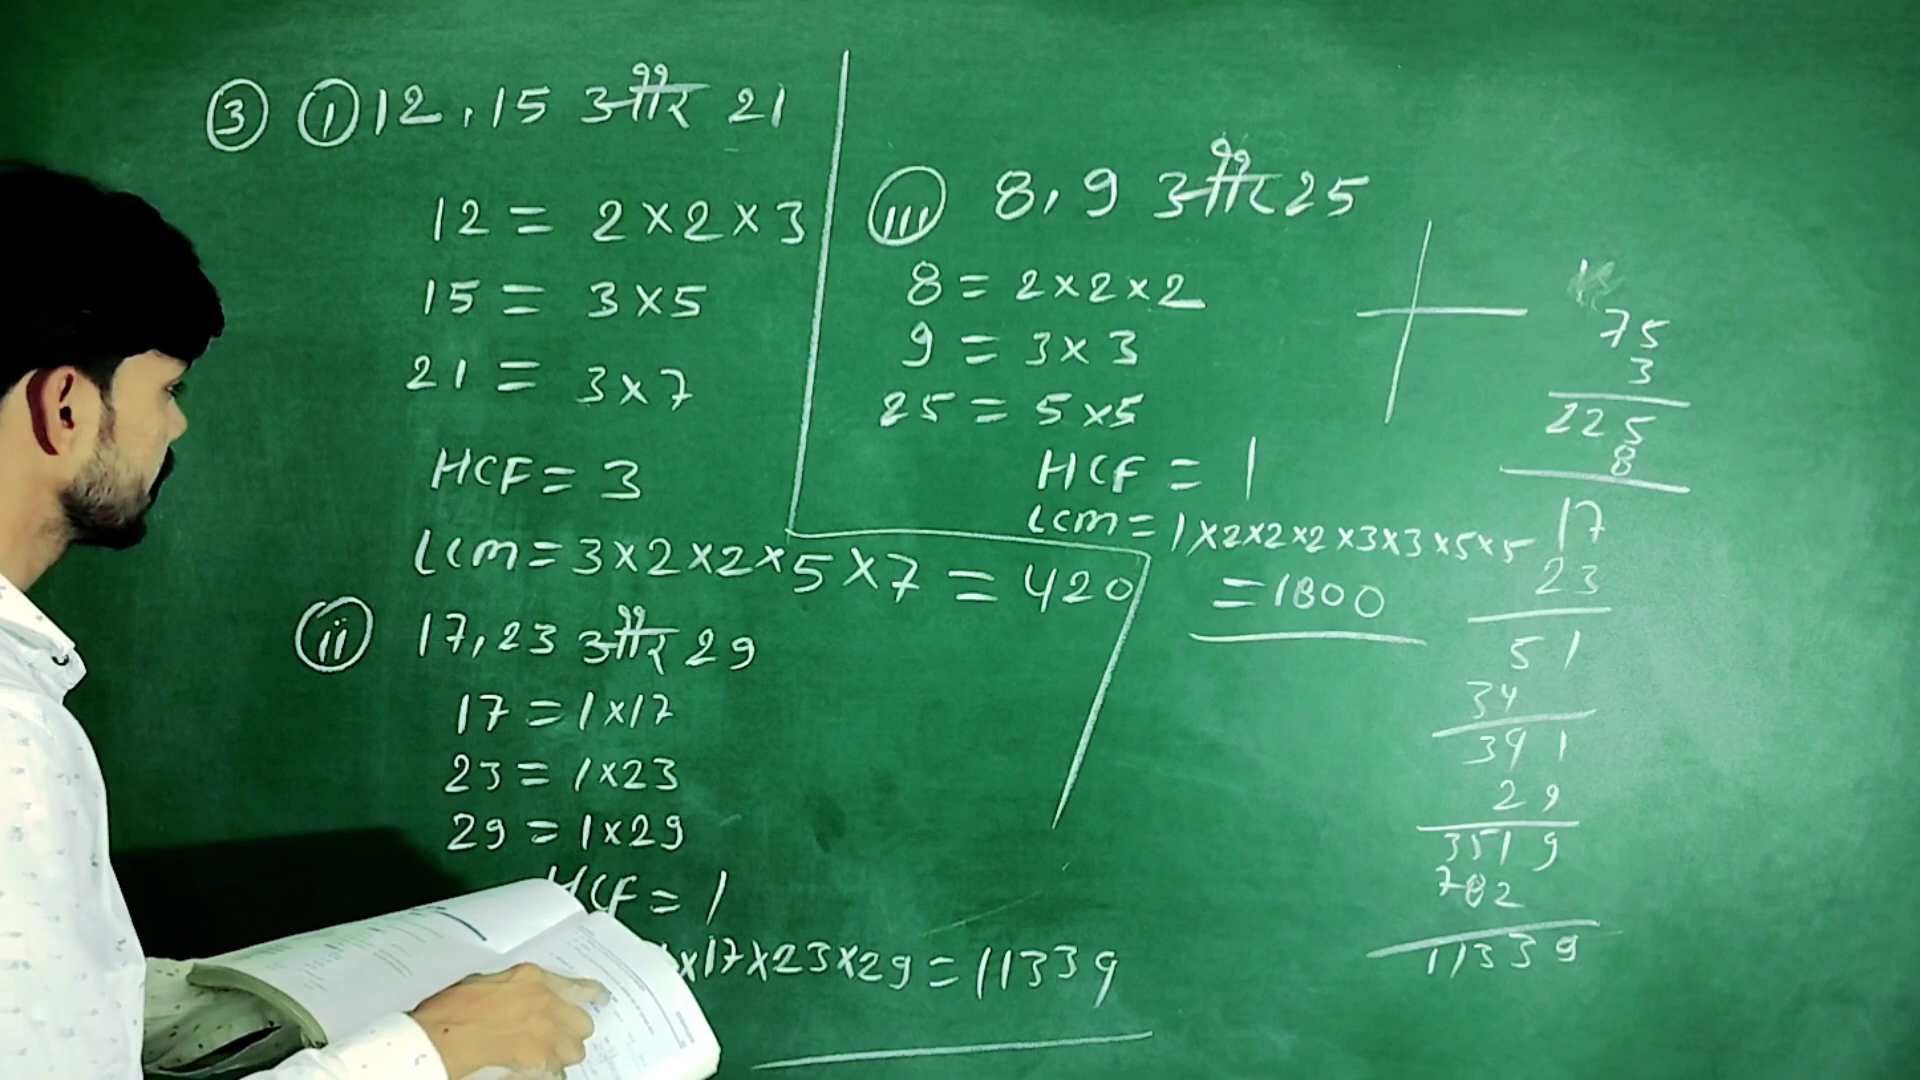 ③ ⓘ 12, 15 और 21
12 = 2×2×3
15 = 3×5
21 = 3×7
HCF = 3
LCM = 3×2×2×5×7 = 420
ⓘⓘ 17, 23 और 29
17 = 1×17
23 = 1×23
29 = 1×29
HCF = 1
×17×23×29 = 11339
ⓘⓘⓘ 8, 9 और 25
8 = 2×2×2
9 = 3×3
25 = 5×5
HCF = 1
LCM = 1×2×2×2×3×3×5×5
= 1800
75
3
225
8
17
23
51
34
391
29
3519
782
11339